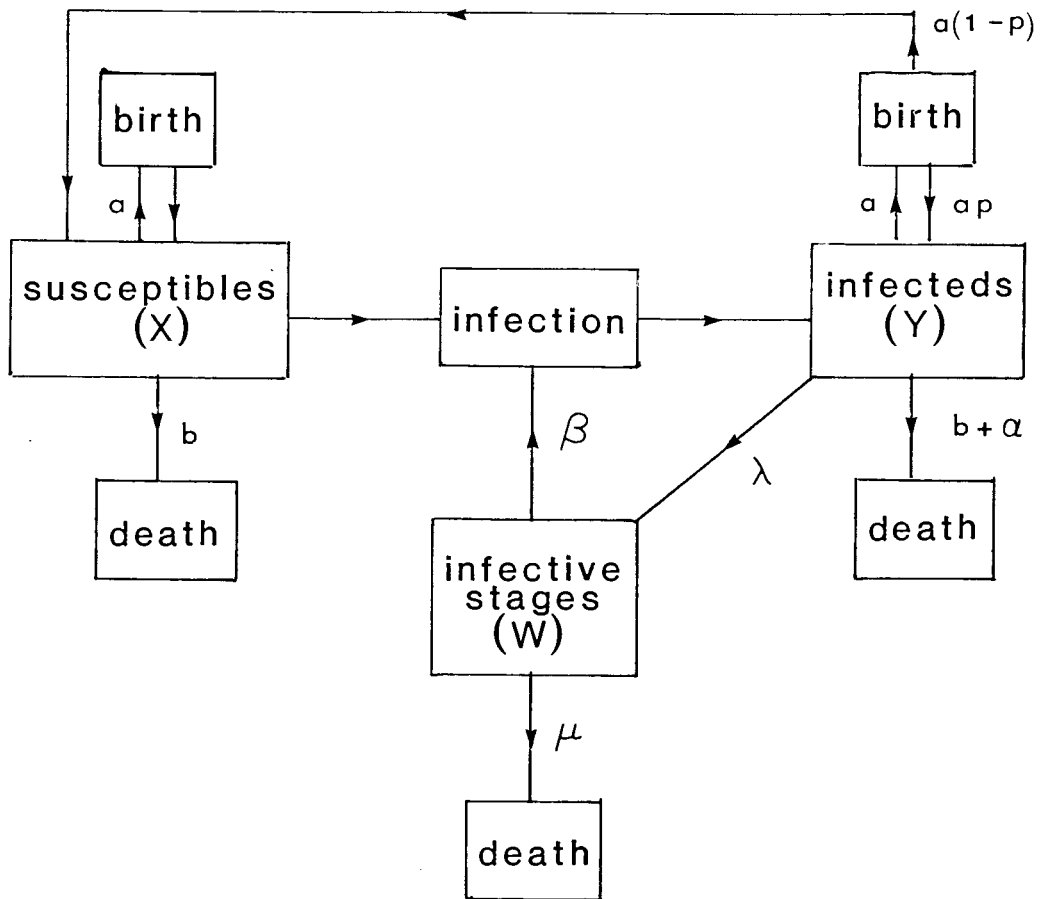 a(1-p)
birth
birth
a
a
ap
susceptibles
(X)
infection
infecteds
(Y)
b
β
λ
b+α
death
death
infective
stages
(W)
μ
death